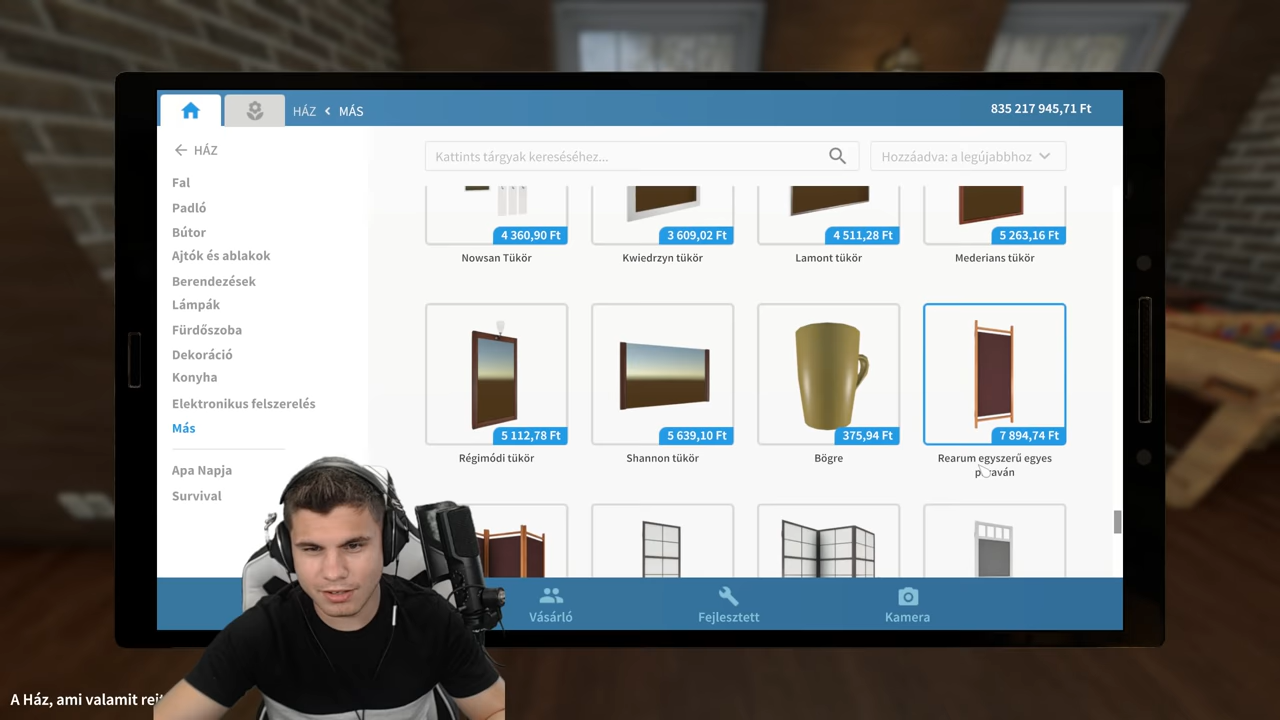 HÁZ < MÁS
835 217 945,71 Ft
HÁZ
Kattints tárgyak kereséséhez...
Hozzáadva: a legújabbhoz
Fal
Padló
Bútor
Ajtók és ablakok
Berendezések
Lámpák
Fürdőszoba
Dekoráció
Konyha
Elektronikus felszerelés
Más
Apa Napja
Survival
4 360,90 Ft
3 609,02 Ft
4 511,28 Ft
5 263,16 Ft
Nowsan Tükör
Kwiedrzyn tükör
Lamont tükör
Mederians tükör
5 112,78 Ft
5 639,10 Ft
375,94 Ft
7 894,74 Ft
Régimódi tükör
Shannon tükör
Bögre
Rearum egyszerű egyes
Vásárló
Fejlesztett
Kamera
A Ház, ami valamit